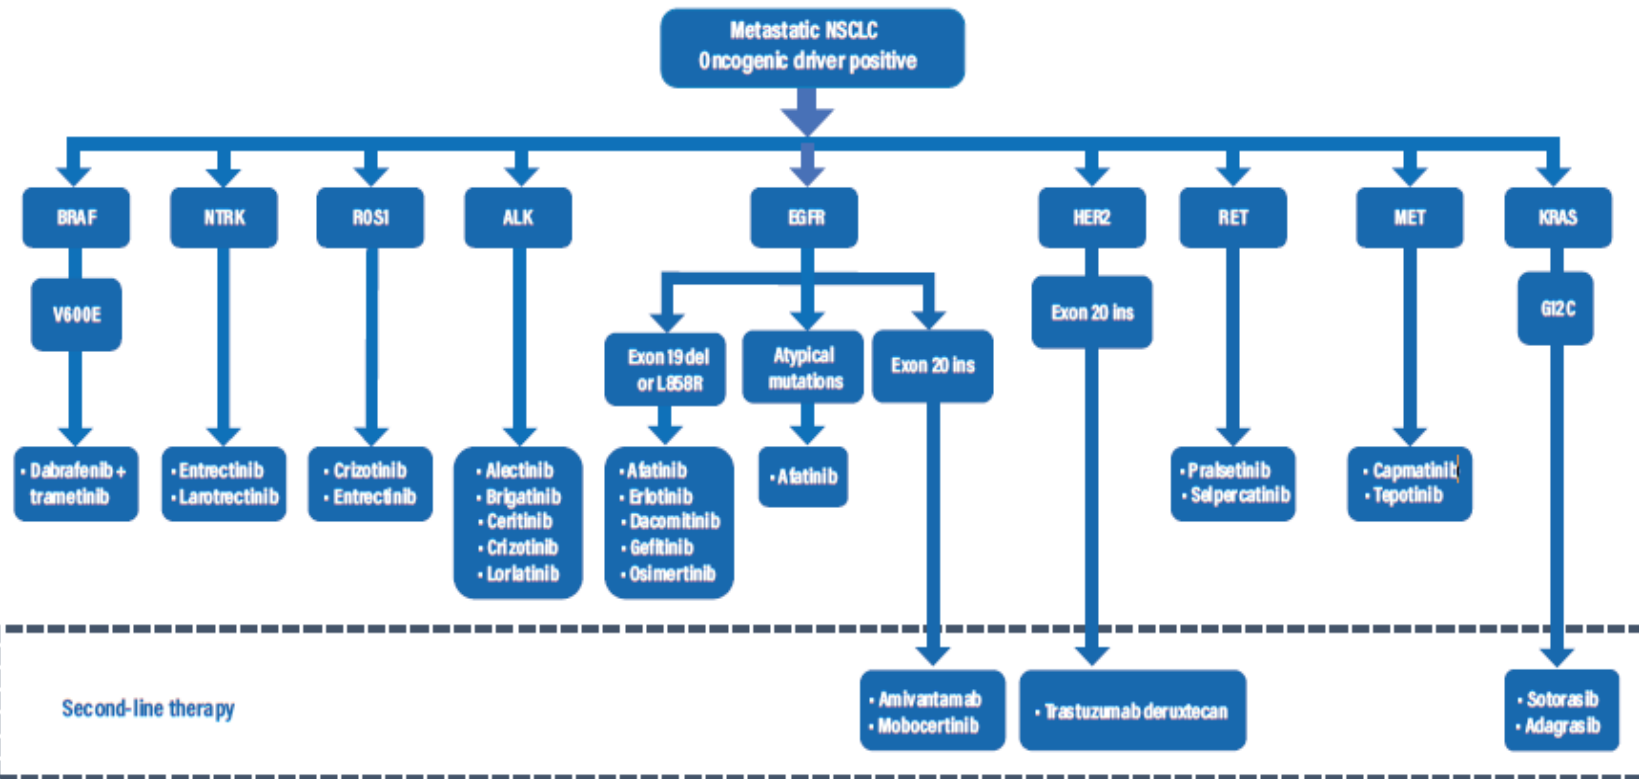 Metastatic NSCLC
Oncogenic driver positive
BRAF
NTRK
ROS1
ALK
EGFR
HER2
RET
MET
KRAS
V600E
Exon 20 ins
G12C
Exon 19 del
or L858R
Atypical
mutations
Exon 20 ins
• Dabrafenib +
trametinib
• Entrectinib
• Larotrectinib
• Crizotinib
• Entrectinib
• Alectinib
• Brigatinib
• Ceritinib
• Crizotinib
• Lorlatinib
• Afatinib
• Erlotinib
• Dacomitinib
• Gefitinib
• Osimertinib
• Afatinib
• Pralsetinib
• Selpercatinib
• Capmatinib
• Tepotinib
Second-line therapy
• Amivantamab
• Mobocertinib
• Trastuzumab deruxtecan
• Sotorasib
• Adagrasib